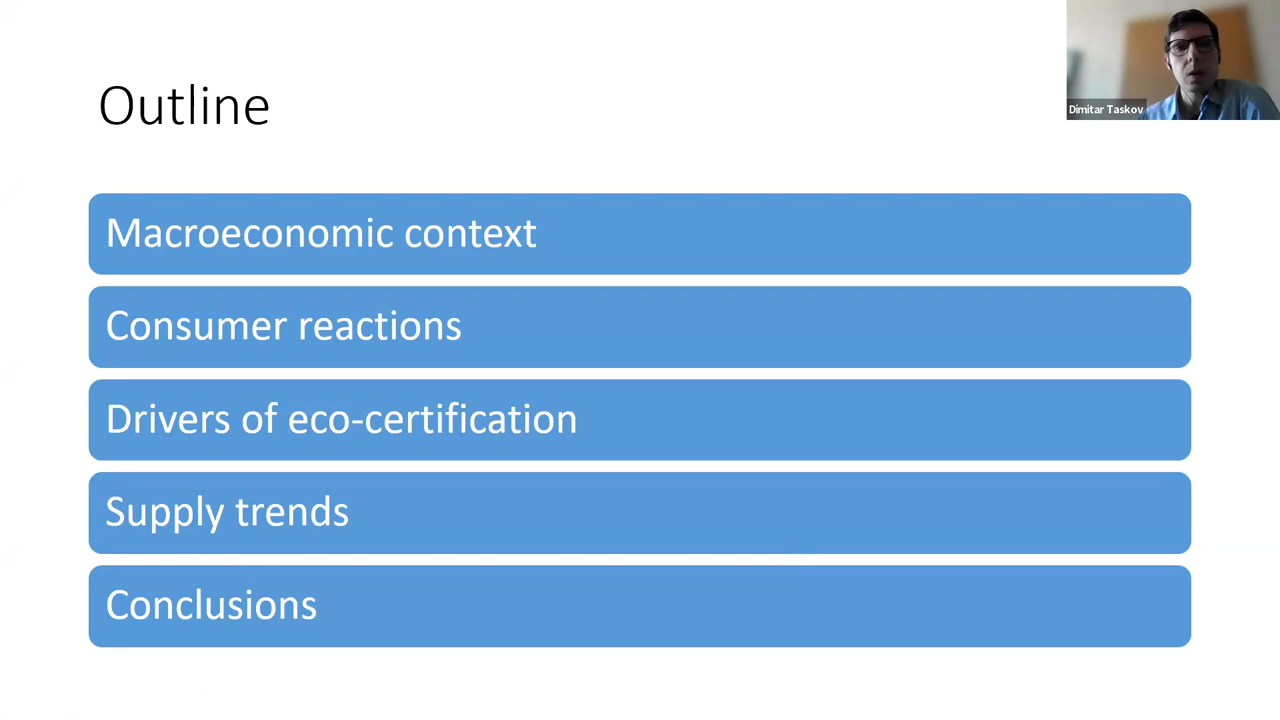 Outline
Dimitar Taskov
Macroeconomic context
Consumer reactions
Drivers of eco-certification
Supply trends
Conclusions